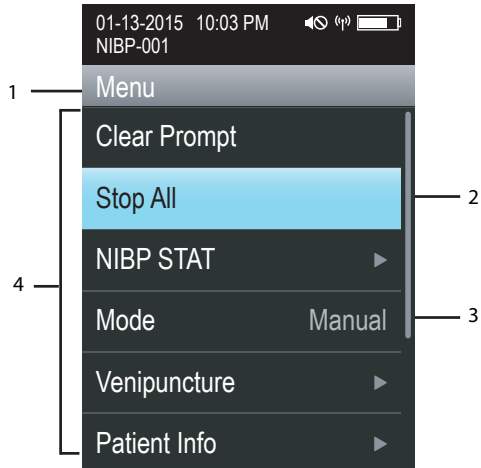 01-13-2015 10:03 PM
NIBP-001
1
Menu
Clear Prompt
Stop All
2
NIBP STAT
4
Mode Manual
3
Venipuncture
Patient Info